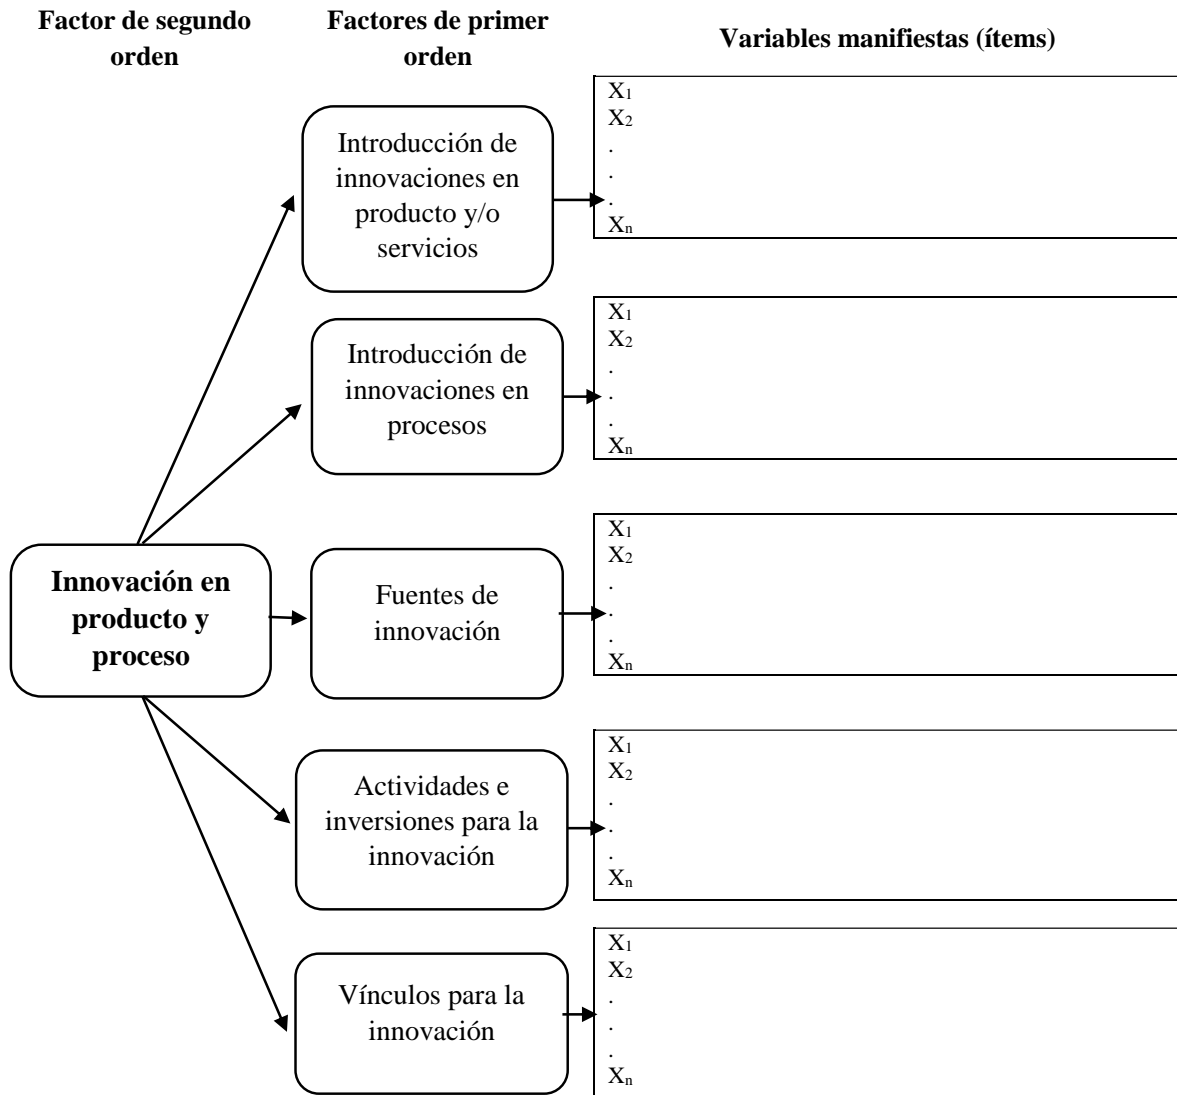 Factor de segundo
orden
Factores de primer
orden
Variables manifiestas (ítems)
Introducción de
innovaciones en
producto y/o
servicios
X₁
X₂
.
.
.
Xₙ
Introducción de
innovaciones en
procesos
X₁
X₂
.
.
.
Xₙ
Innovación en
producto y
proceso
Fuentes de
innovación
X₁
X₂
.
.
.
Xₙ
Actividades e
inversiones para la
innovación
X₁
X₂
.
.
.
Xₙ
Vínculos para la
innovación
X₁
X₂
.
.
.
Xₙ